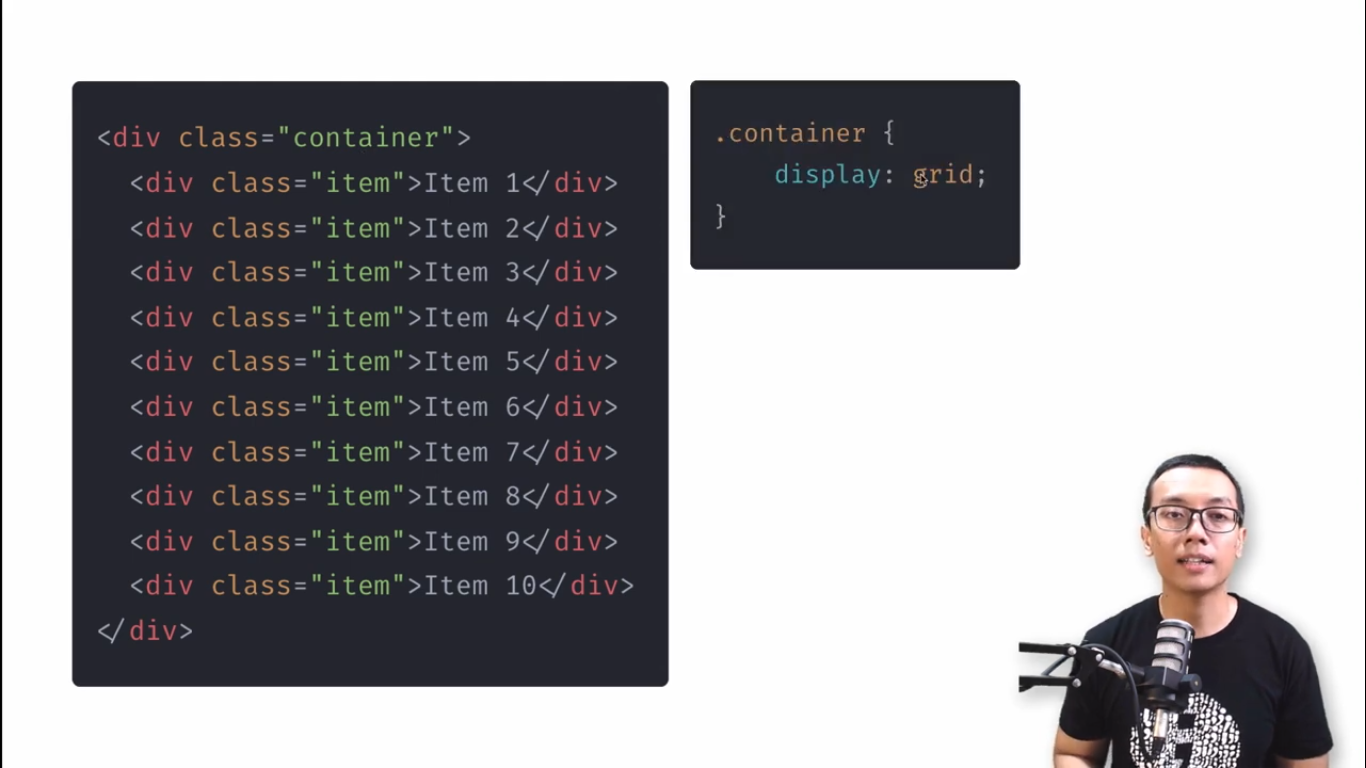 <div class="container">
  <div class="item">Item 1</div>
  <div class="item">Item 2</div>
  <div class="item">Item 3</div>
  <div class="item">Item 4</div>
  <div class="item">Item 5</div>
  <div class="item">Item 6</div>
  <div class="item">Item 7</div>
  <div class="item">Item 8</div>
  <div class="item">Item 9</div>
  <div class="item">Item 10</div>
</div>
.container {
    display: grid;
}